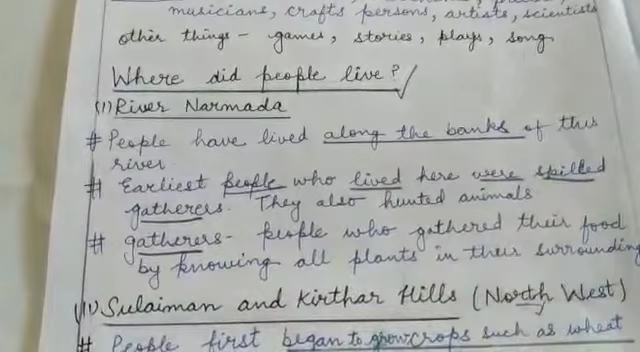 musicians, crafts persons, artists, scientists
other things - games, stories, plays, song
Where did people live?
(i) River Narmada
# People have lived along the banks of this
river.
# Earliest people who lived here were spilled
gatherers. They also hunted animals
# gatherers - people who gathered their food
by knowing all plants in their surrounding
(ii) Sulaiman and Kirthar Hills (North West)
# People first began to grow crops such as wheat